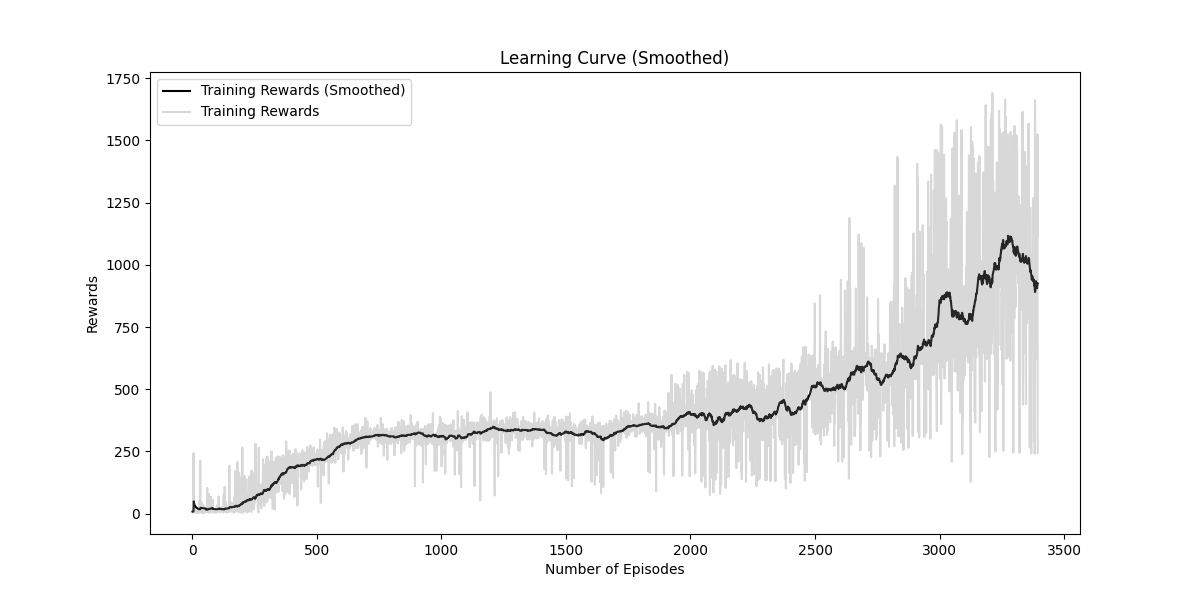 Learning Curve (Smoothed)
1750
1500
1250
1000
750
500
250
0
Rewards
Training Rewards (Smoothed)
Training Rewards
0 500 1000 1500 2000 2500 3000 3500
Number of Episodes